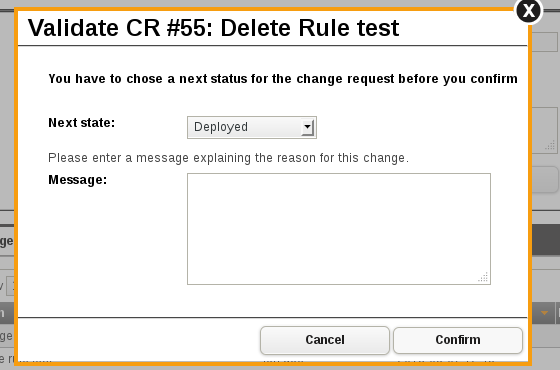 X
Validate CR #55: Delete Rule test
You have to chose a next status for the change request before you confirm
Next state:
Deployed
Please enter a message explaining the reason for this change.
Message:
Cancel
Confirm